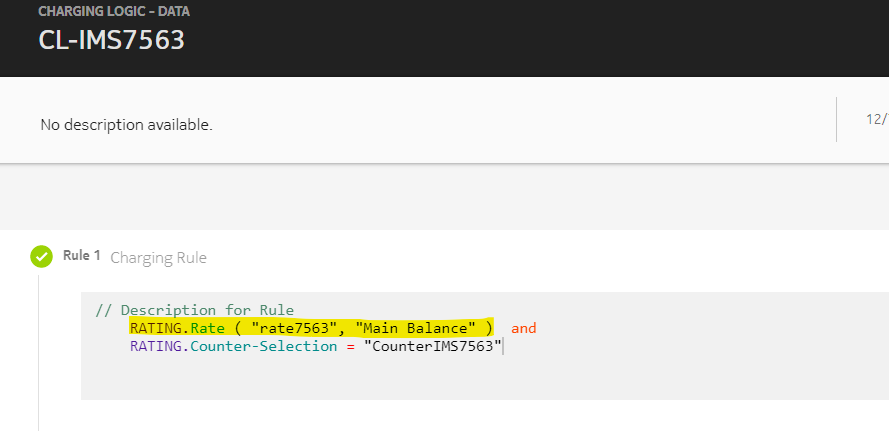 CHARGING LOGIC – DATA
CL-IMS7563
No description available.
12/
Rule 1 Charging Rule
// Description for Rule
RATING.Rate ( "rate7563", "Main Balance" ) and
RATING.Counter-Selection = "CounterIMS7563"